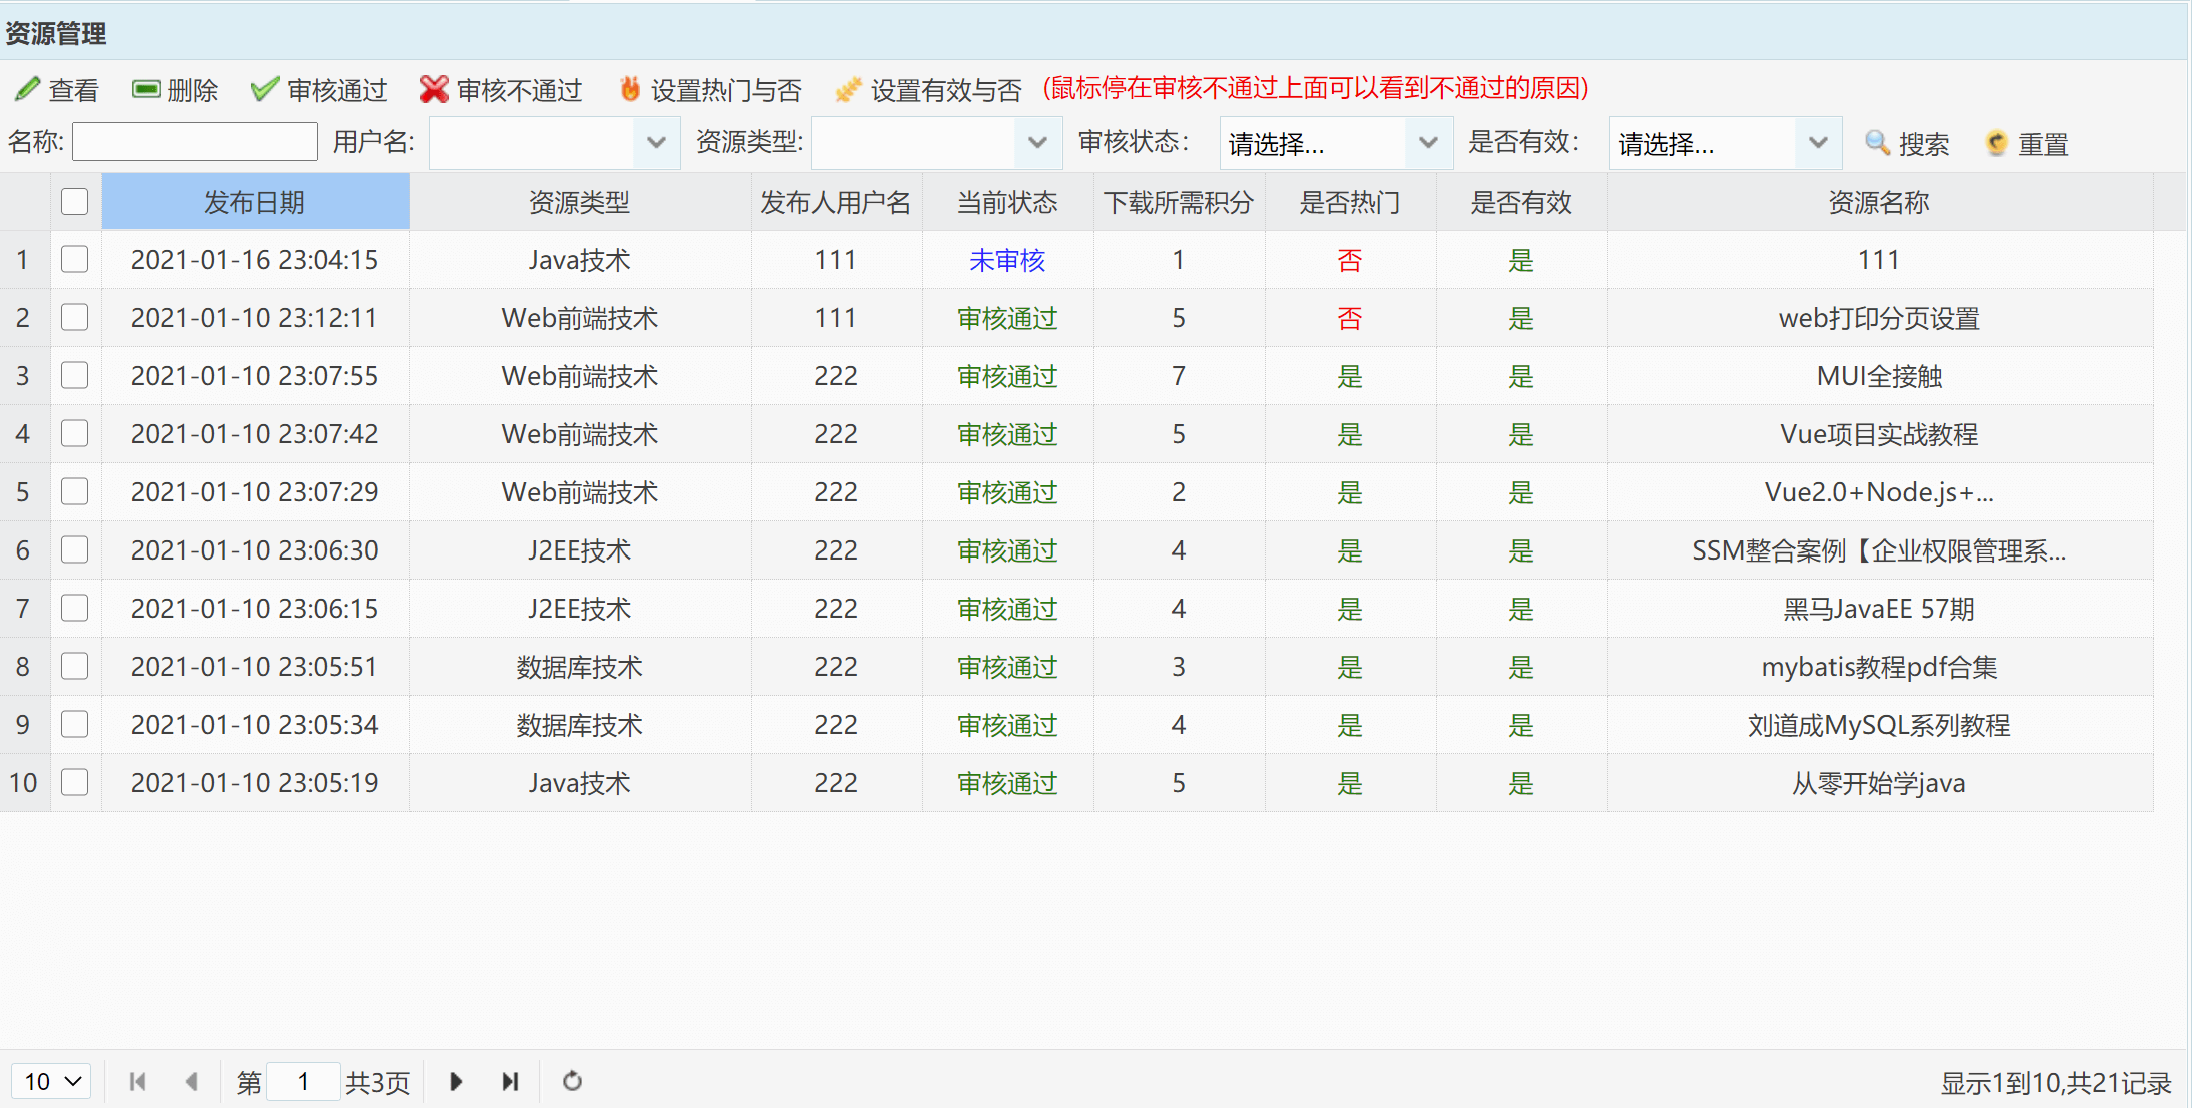 资源管理
查看 删除 审核通过 审核不通过 设置热门与否 设置有效与否 (鼠标停在审核不通过上面可以看到不通过的原因)
名称: 用户名: 资源类型: 审核状态: 请选择... 是否有效: 请选择... 搜索 重置
发布日期 资源类型 发布人用户名 当前状态 下载所需积分 是否热门 是否有效 资源名称
1 2021-01-16 23:04:15 Java技术 111 未审核 1 否 是 111
2 2021-01-10 23:12:11 Web前端技术 111 审核通过 5 否 是 web打印分页设置
3 2021-01-10 23:07:55 Web前端技术 222 审核通过 7 是 是 MUI全接触
4 2021-01-10 23:07:42 Web前端技术 222 审核通过 5 是 是 Vue项目实战教程
5 2021-01-10 23:07:29 Web前端技术 222 审核通过 2 是 是 Vue2.0+Node.js+...
6 2021-01-10 23:06:30 J2EE技术 222 审核通过 4 是 是 SSM整合案例【企业权限管理系...
7 2021-01-10 23:06:15 J2EE技术 222 审核通过 4 是 是 黑马JavaEE 57期
8 2021-01-10 23:05:51 数据库技术 222 审核通过 3 是 是 mybatis教程pdf合集
9 2021-01-10 23:05:34 数据库技术 222 审核通过 4 是 是 刘道成MySQL系列教程
10 2021-01-10 23:05:19 Java技术 222 审核通过 5 是 是 从零开始学java
10 第 1 共3页 显示1到10,共21记录